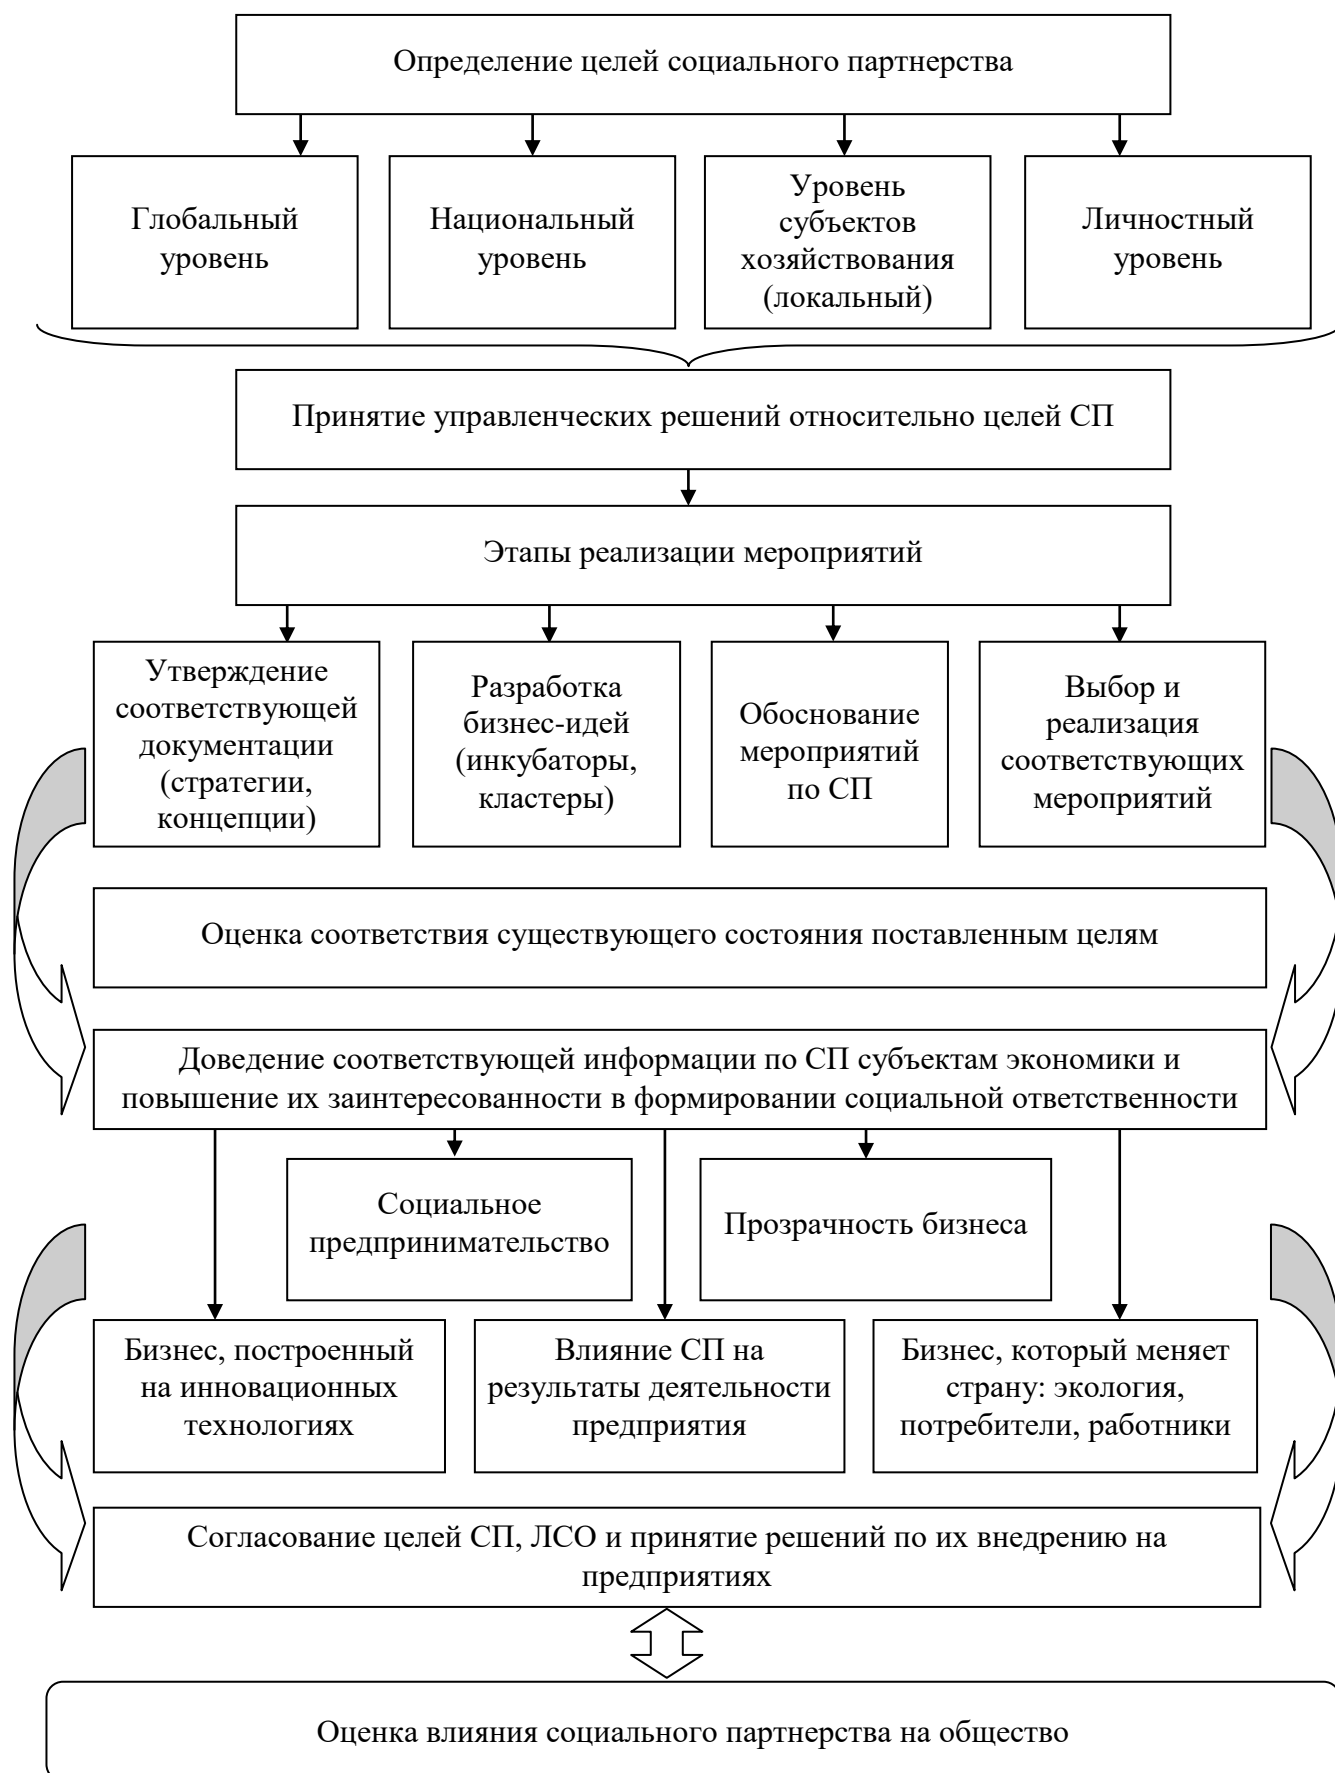 Определение целей социального партнерства
Глобальный
уровень
Национальный
уровень
Уровень
субъектов
хозяйствования
(локальный)
Личностный
уровень
Принятие управленческих решений относительно целей СП
Этапы реализации мероприятий
Утверждение
соответствующей
документации
(стратегии,
концепции)
Разработка
бизнес-идей
(инкубаторы,
кластеры)
Обоснование
мероприятий
по СП
Выбор и
реализация
соответствующих
мероприятий
Оценка соответствия существующего состояния поставленным целям
Доведение соответствующей информации по СП субъектам экономики и
повышение их заинтересованности в формировании социальной ответственности
Социальное
предпринимательство
Прозрачность бизнеса
Бизнес, построенный
на инновационных
технологиях
Влияние СП на
результаты деятельности
предприятия
Бизнес, который меняет
страну: экология,
потребители, работники
Согласование целей СП, ЛСО и принятие решений по их внедрению на
предприятиях
Оценка влияния социального партнерства на общество